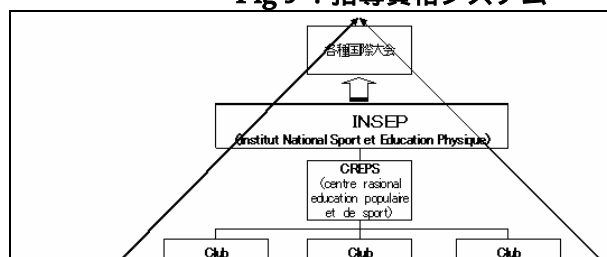 各種国際大会
INSEP
(Institut National Sport et Education Physique)
CREPS
(centre rasional
education populaire
et de sport)
Club Club Club